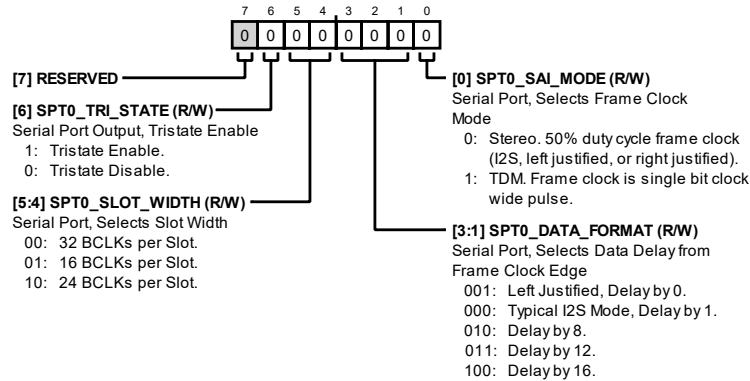 7 6 5 4 3 2 1 0
0 0 0 0 0 0 0 0
[7] RESERVED
[6] SPT0_TRI_STATE (R/W)
Serial Port Output, Tristate Enable
1: Tristate Enable.
0: Tristate Disable.
[5:4] SPT0_SLOT_WIDTH (R/W)
Serial Port, Selects Slot Width
00: 32 BCLKs per Slot.
01: 16 BCLKs per Slot.
10: 24 BCLKs per Slot.
[0] SPT0_SAI_MODE (R/W)
Serial Port, Selects Frame Clock
Mode
0: Stereo. 50% duty cycle frame clock
(I2S, left justified, or right justified).
1: TDM. Frame clock is single bit clock
wide pulse.
[3:1] SPT0_DATA_FORMAT (R/W)
Serial Port, Selects Data Delay from
Frame Clock Edge
001: Left Justified, Delay by 0.
000: Typical I2S Mode, Delay by 1.
010: Delay by 8.
011: Delay by 12.
100: Delay by 16.